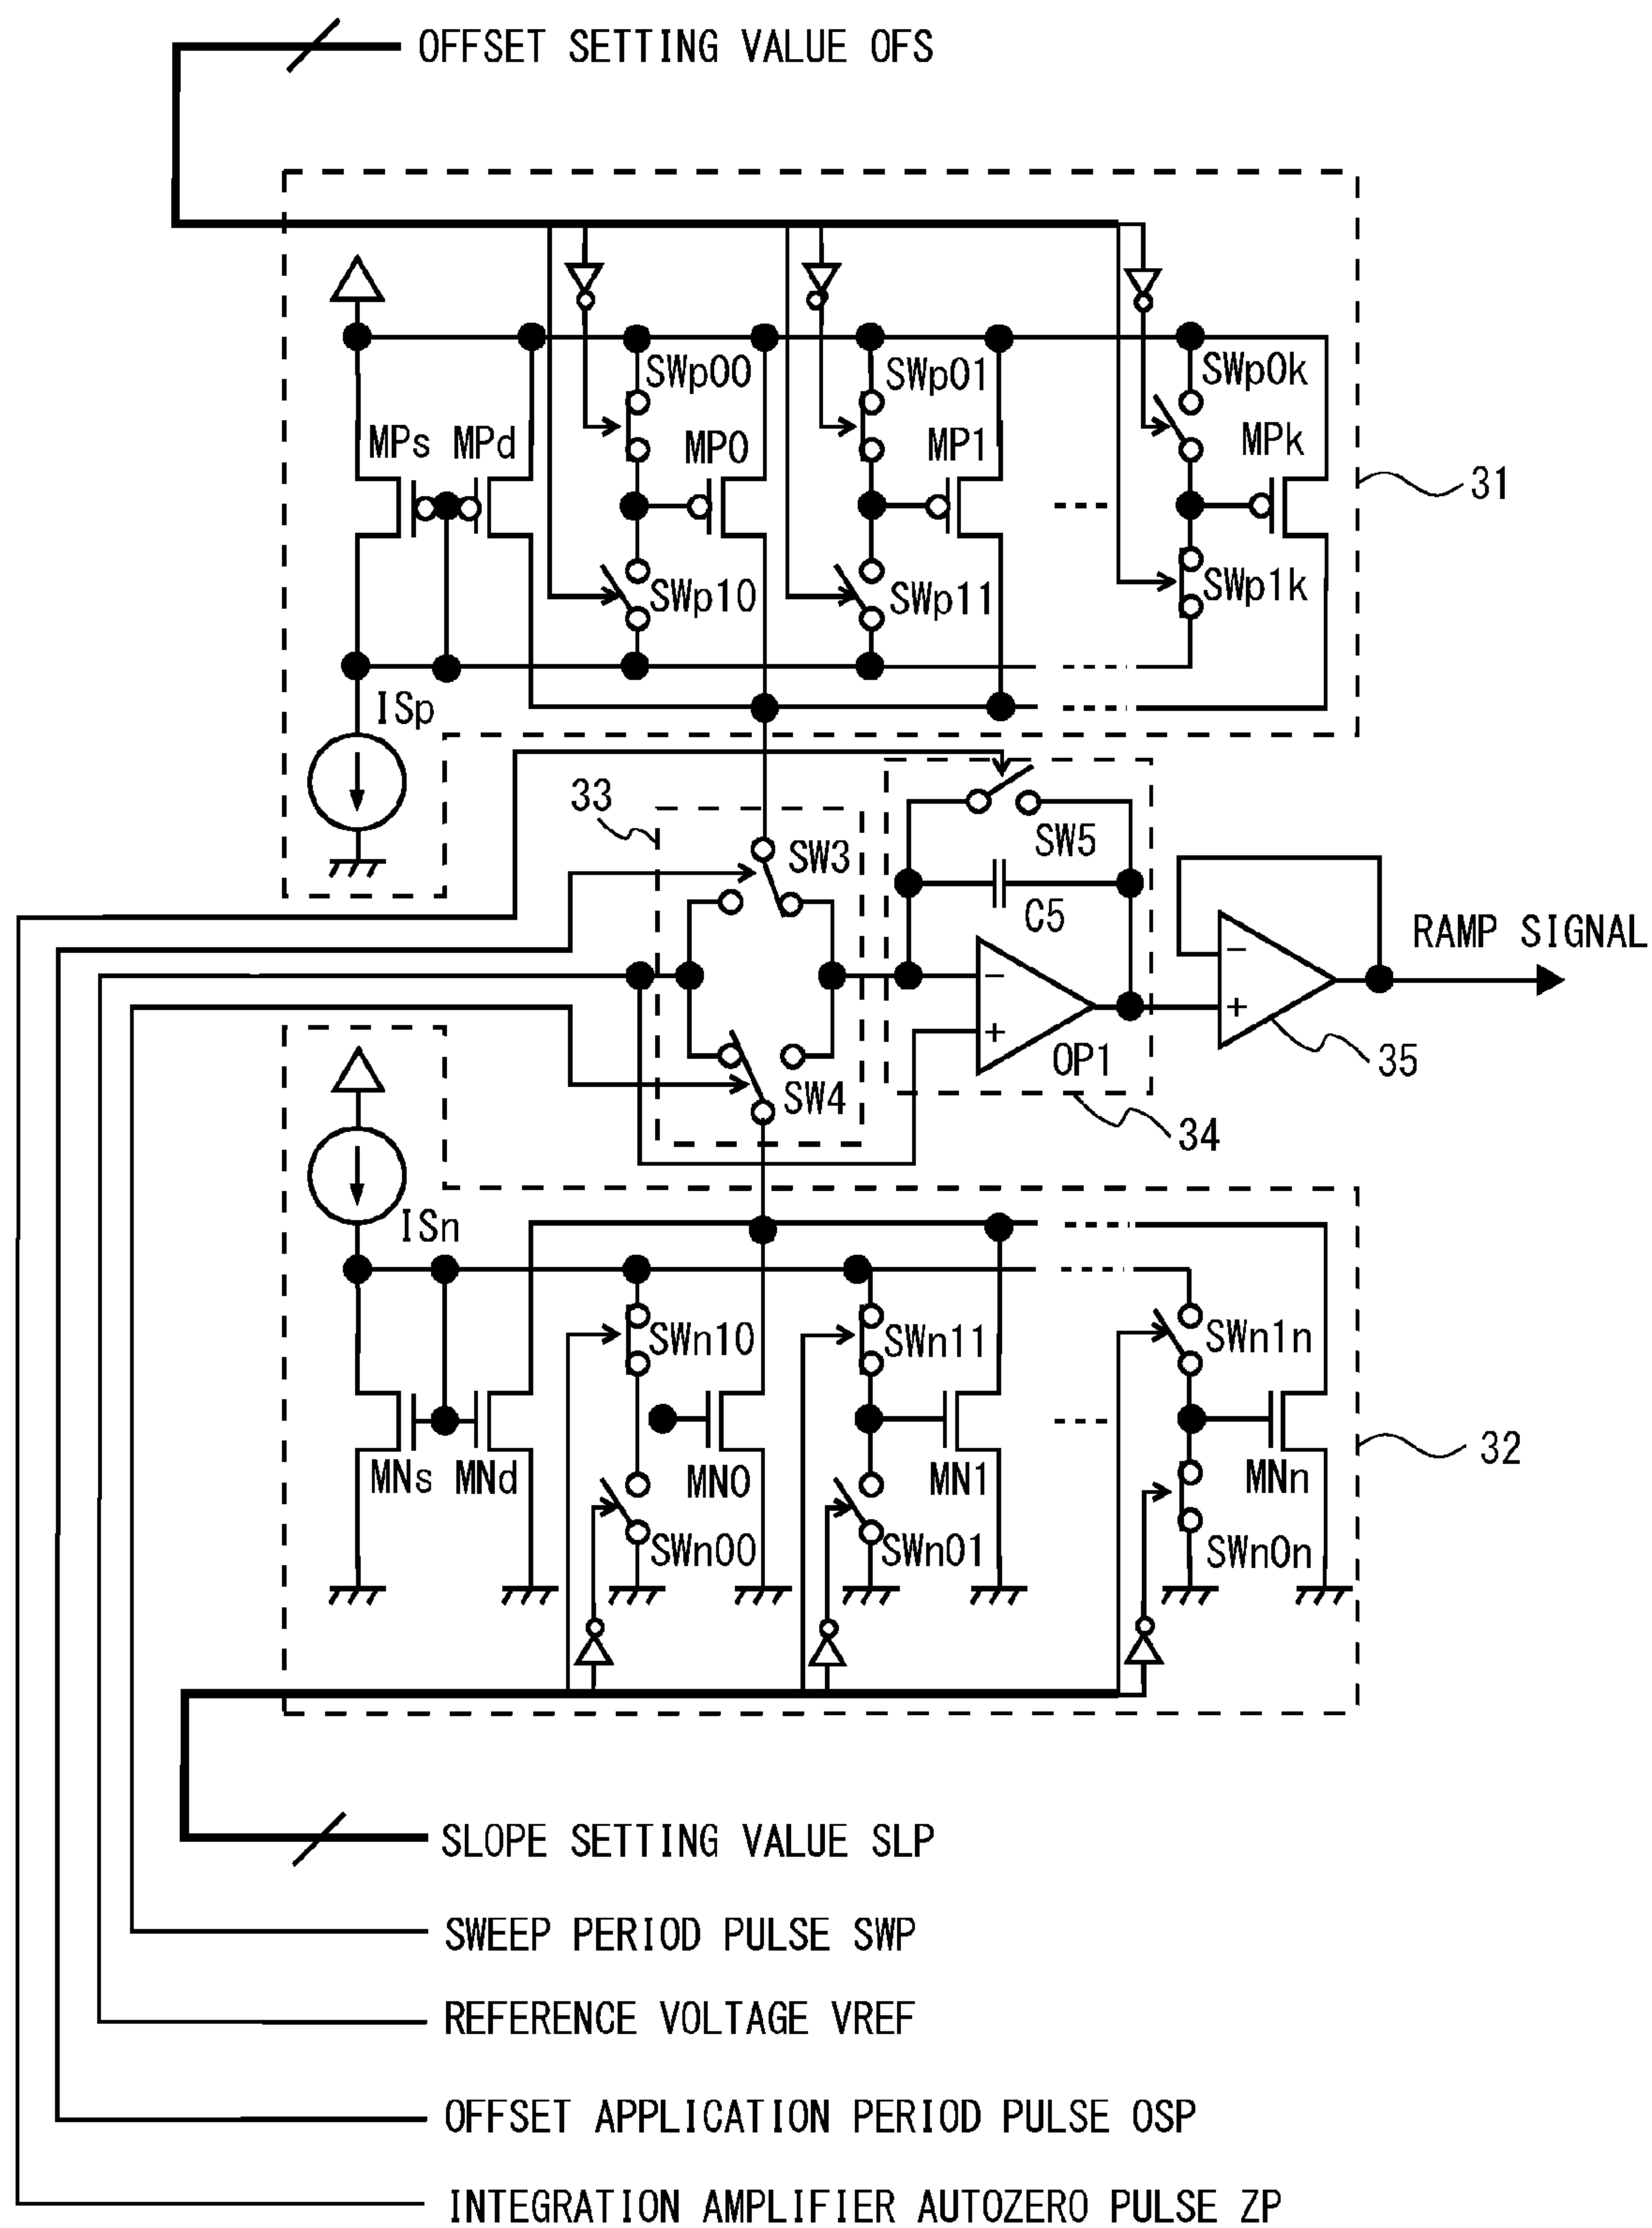 OFFSET SETTING VALUE OFS
SWp00
SWp01
SWp0k
MPs
MPd
MP0
MP1
MPk
31
SWp10
SWp11
SWp1k
ISp
33
SW3
SW5
C5
RAMP SIGNAL
−
+
−
+
OP1
35
SW4
34
ISn
SWn10
SWn11
SWn1n
MNs
MNd
MN0
MN1
MNn
32
SWn00
SWn01
SWn0n
SLOPE SETTING VALUE SLP
SWEEP PERIOD PULSE SWP
REFERENCE VOLTAGE VREF
OFFSET APPLICATION PERIOD PULSE OSP
INTEGRATION AMPLIFIER AUTOZERO PULSE ZP